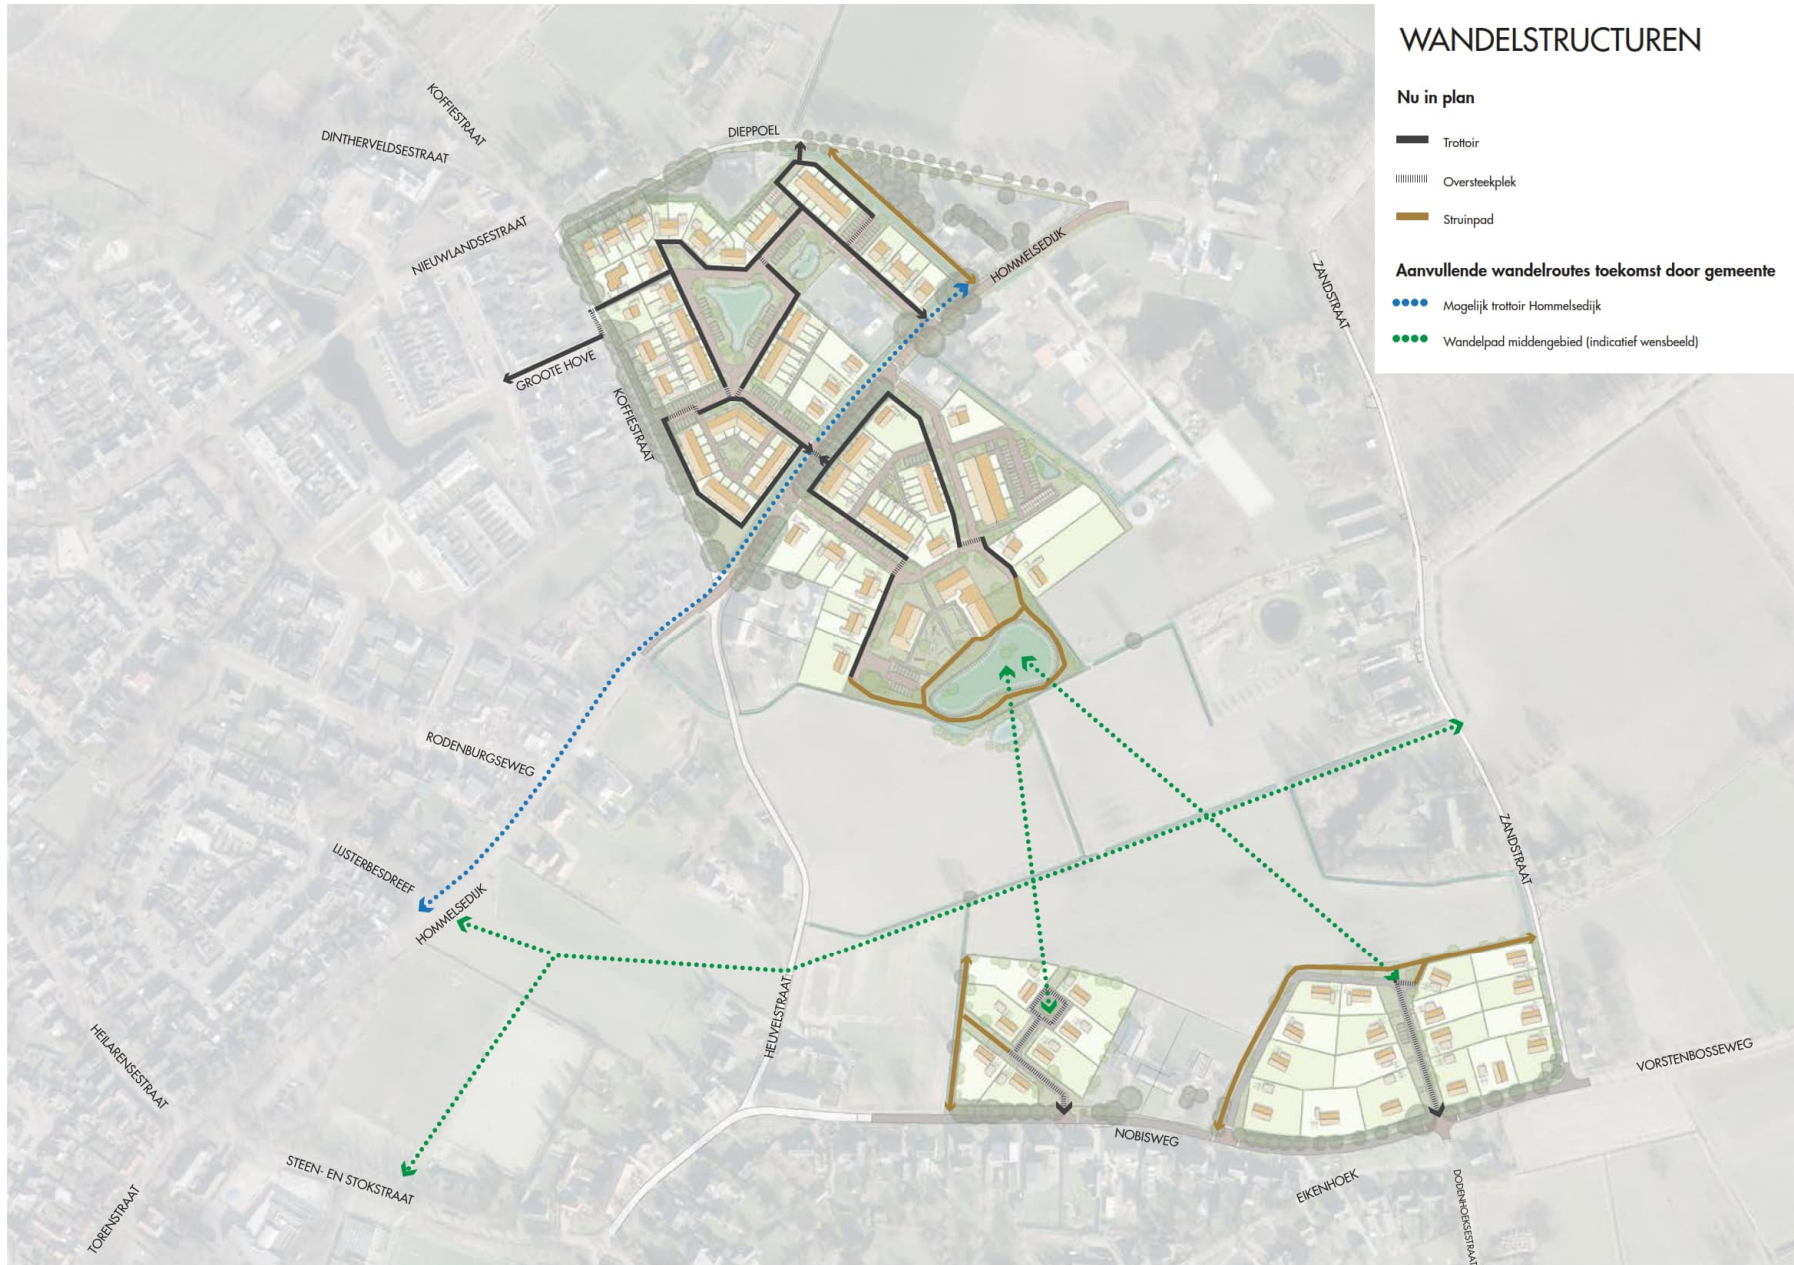 WANDELSTRUCTUREN
Nu in plan
Trottoir
Oversteekplek
Struinpad
Aanvullende wandelroutes toekomst door gemeente
Mogelijk trottoir Hommelsedijk
Wandelpad middengebied (indicatief wensbeeld)
KOFFIESTRAAT
DINTHERVELDSESTRAAT
DIEPPOEL
NIEUWLANDSESTRAAT
HOMMELSEDIJK
ZANDSTRAAT
GROOTE HOVE
KOFFIESTRAAT
RODENBURGSEWEG
LIJSTERBESDREEF
HOMMELSEDIJK
ZANDSTRAAT
HEUVELSTRAAT
HEILARENSESTRAAT
VORSTENBOSSEWEG
NOBISWEG
STEEN- EN STOKSTRAAT
EIKENHOEK
DODENHOEKSESTRAAT
TORENSTRAAT